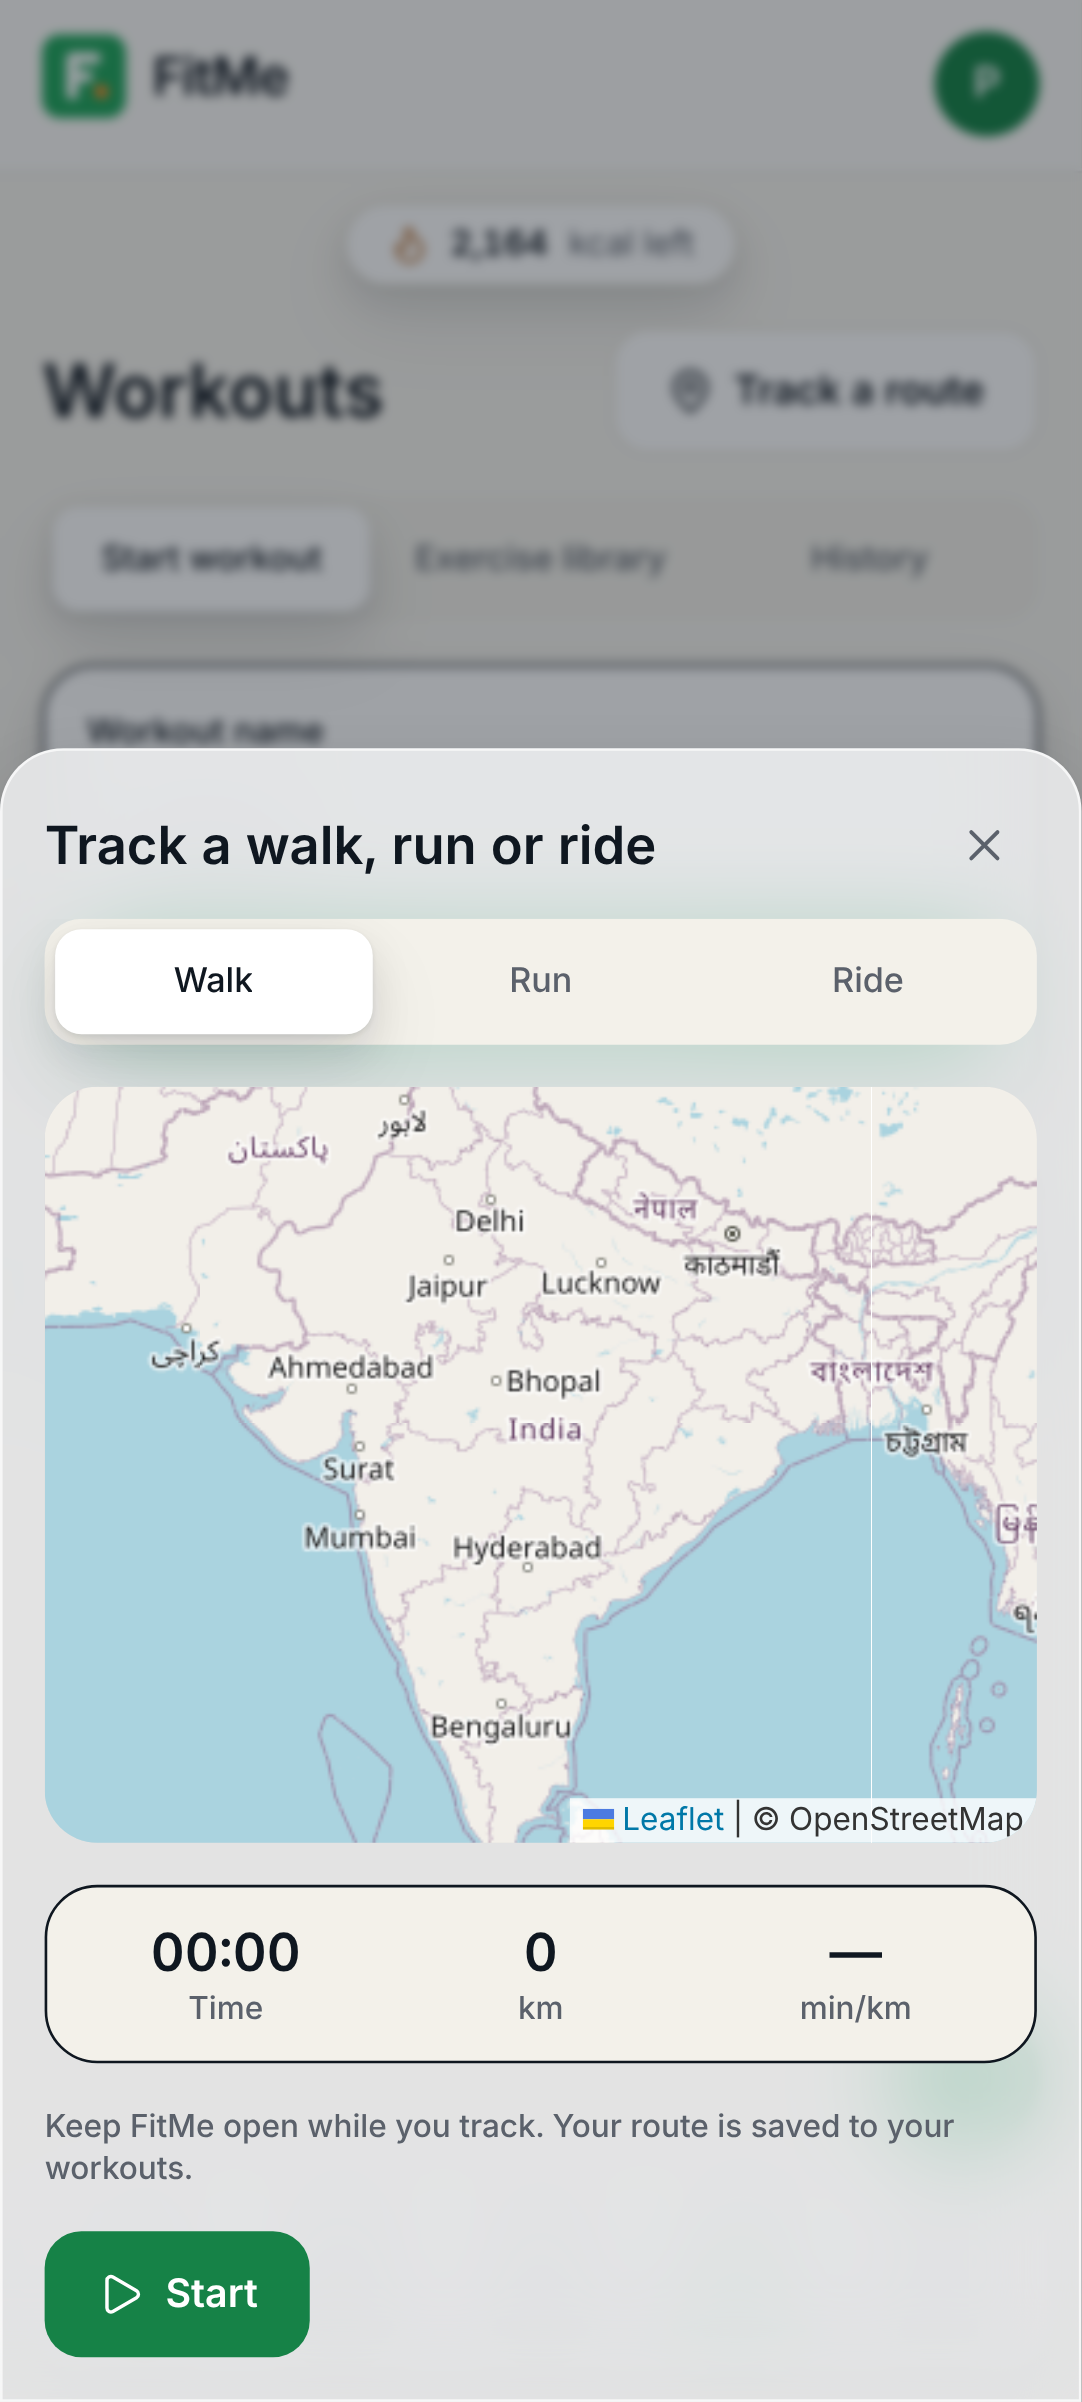 FitMe
P
2,164 kcal left
Workouts
Track a route
Start workout
Exercise library
History
Workout name
Track a walk, run or ride
Walk
Run
Ride
لاہور
پاکستان
Delhi
नेपाल
काठमाडौं
Jaipur
Lucknow
کراچی
Ahmedabad
Bhopal
বাংলাদেশ
India
চট্টগ্রাম
Surat
Mumbai
Hyderabad
Bengaluru
Leaflet | © OpenStreetMap
00:00
0
—
Time
km
min/km
Keep FitMe open while you track. Your route is saved to your
workouts.
Start